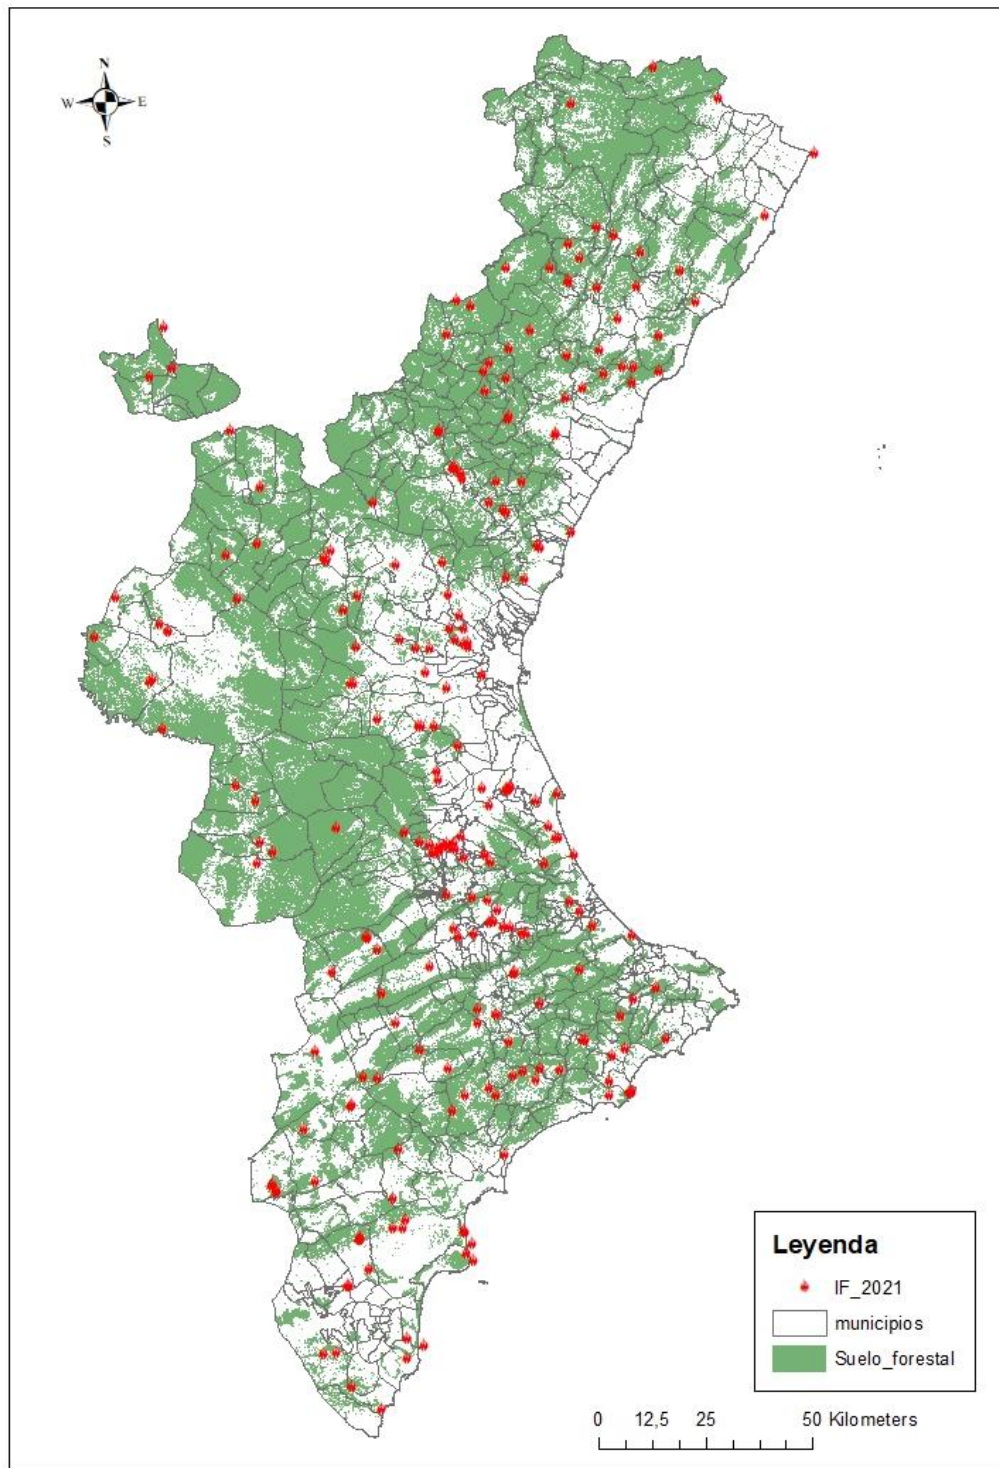 N
W E
S
Leyenda
IF_2021
municipios
Suelo_forestal
0 12,5 25 50 Kilometers